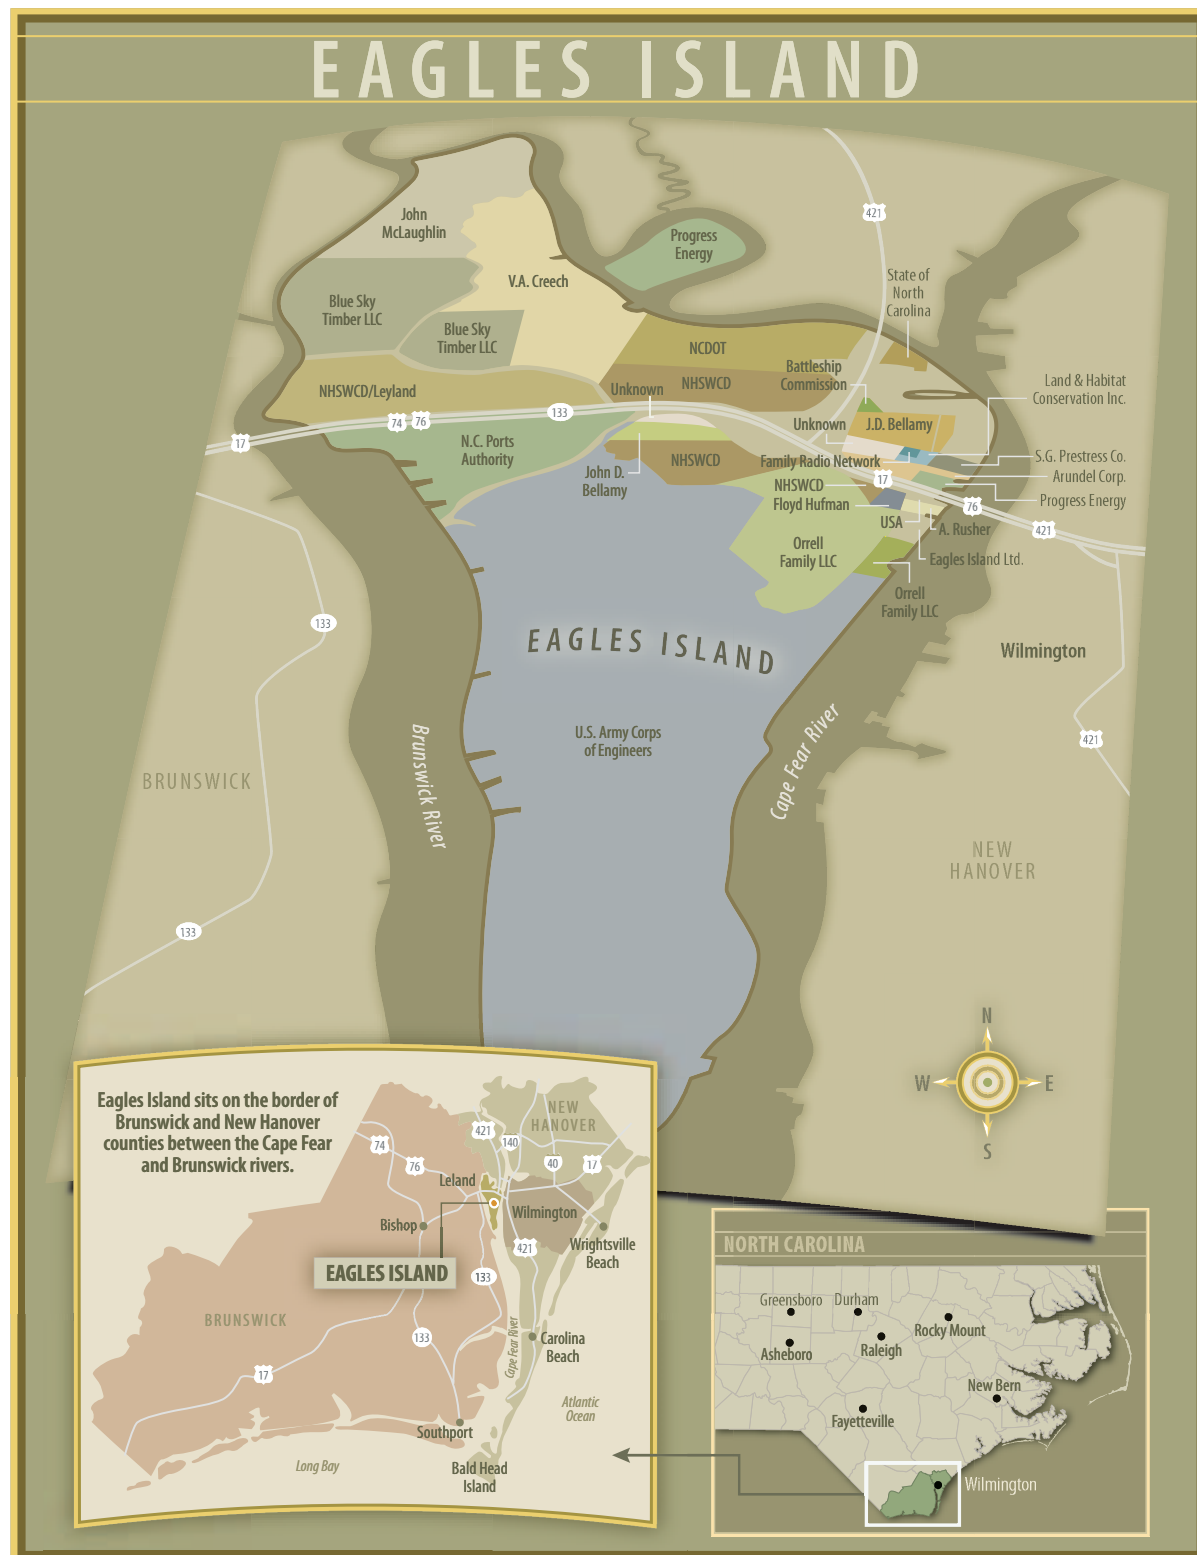 EAGLES ISLAND
421
John
McLaughlin
Progress
Energy
V.A. Creech
State of
North
Carolina
Blue Sky
Timber LLC
Blue Sky
Timber LLC
NCDOT
Battleship
Commission
NHSWCD
Unknown
NHSWCD/Leyland
Land & Habitat
Conservation Inc.
133
74
76
17
Unknown
J.D. Bellamy
N.C. Ports
Authority
John D.
Bellamy
NHSWCD
Family Radio Network
S.G. Prestress Co.
Arundel Corp.
17
NHSWCD
Floyd Hufman
Progress Energy
76
421
USA
A. Rusher
Orrell
Family LLC
Eagles Island Ltd.
Orrell
Family LLC
133
EAGLES ISLAND
Wilmington
U.S. Army Corps
of Engineers
421
Brunswick River
Cape Fear River
BRUNSWICK
NEW
HANOVER
133
N
W
E
S
Eagles Island sits on the border of
Brunswick and New Hanover
counties between the Cape Fear
and Brunswick rivers.
NEW
HANOVER
421
140
74
76
40
17
Leland
Wilmington
Bishop
421
Wrightsville
Beach
EAGLES ISLAND
133
BRUNSWICK
133
Cape Fear River
Carolina
Beach
17
Atlantic
Ocean
Southport
Long Bay
Bald Head
Island
NORTH CAROLINA
Greensboro
Durham
Rocky Mount
Asheboro
Raleigh
New Bern
Fayetteville
Wilmington